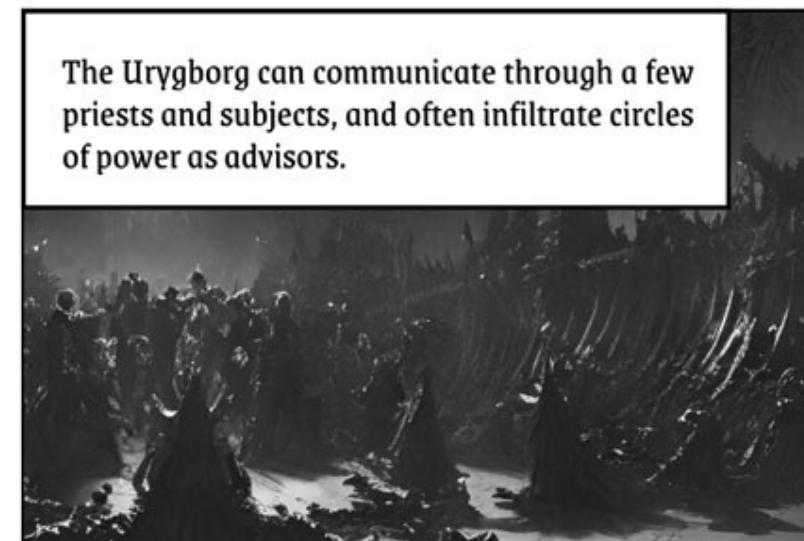 The Urygborg can communicate through a few
priests and subjects, and often infiltrate circles
of power as advisors.